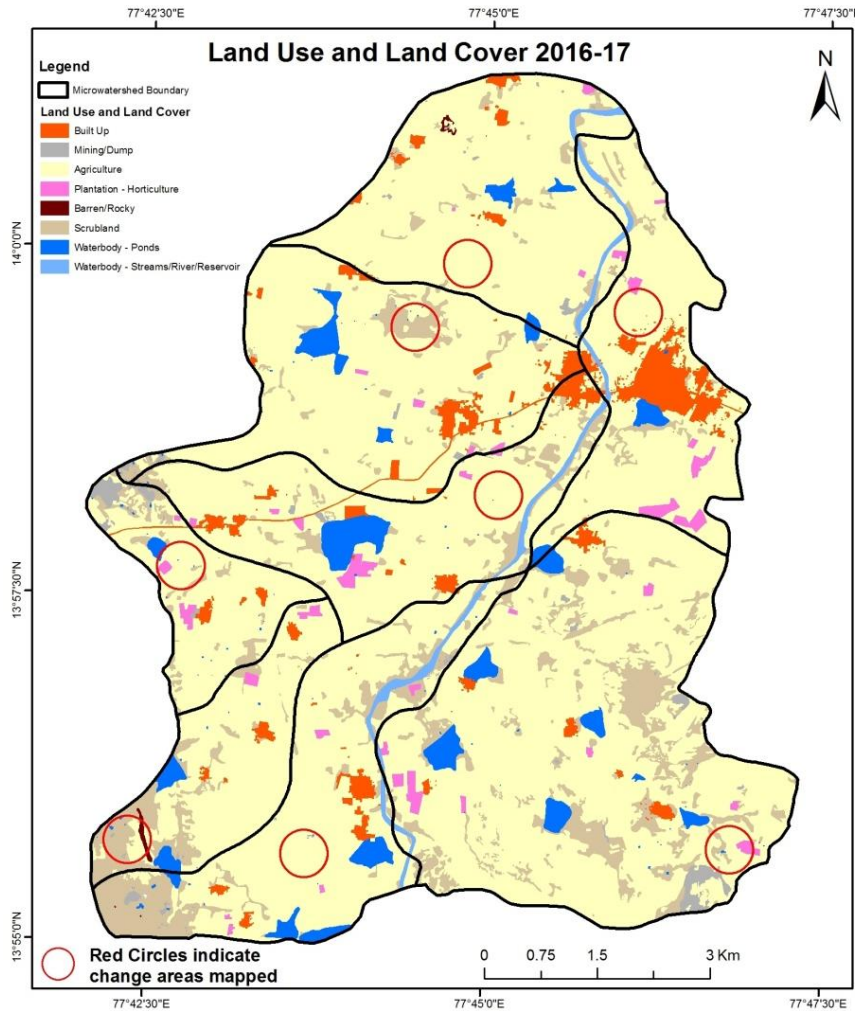 77°42'30"E 77°45'0"E 77°47'30"E
Land Use and Land Cover 2016-17
N
Legend
Microwatershed Boundary
Land Use and Land Cover
Built Up
Mining/Dump
Agriculture
Plantation - Horticulture
Barren/Rocky
Scrubland
Waterbody - Ponds
Waterbody - Streams/River/Reservoir
14°0'0"N
13°57'30"N
13°55'0"N
Red Circles indicate
change areas mapped
0 0.75 1.5 3 Km
77°42'30"E 77°45'0"E 77°47'30"E